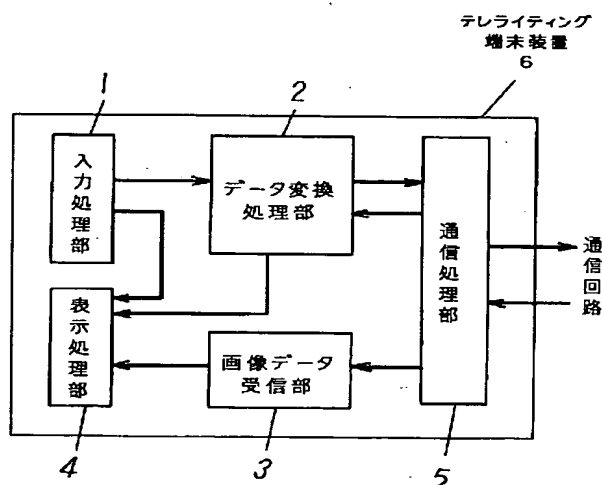 テレライティング
端末装置
6
1
2
入力処理部
データ変換
処理部
通信処理部
通信回路
表示処理部
画像データ
受信部
4
3
5